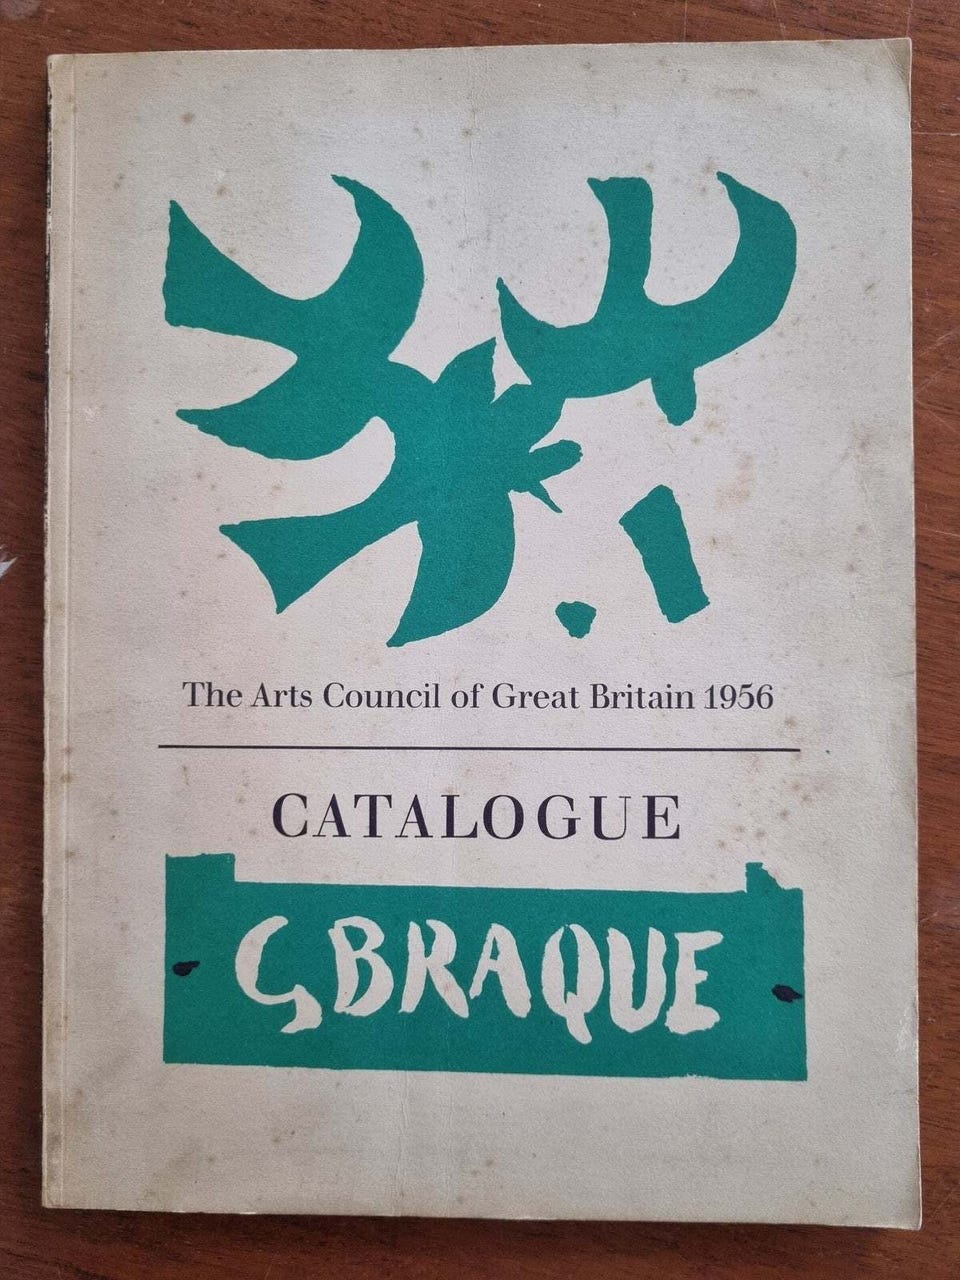 The Arts Council of Great Britain 1956
CATALOGUE
G BRAQUE